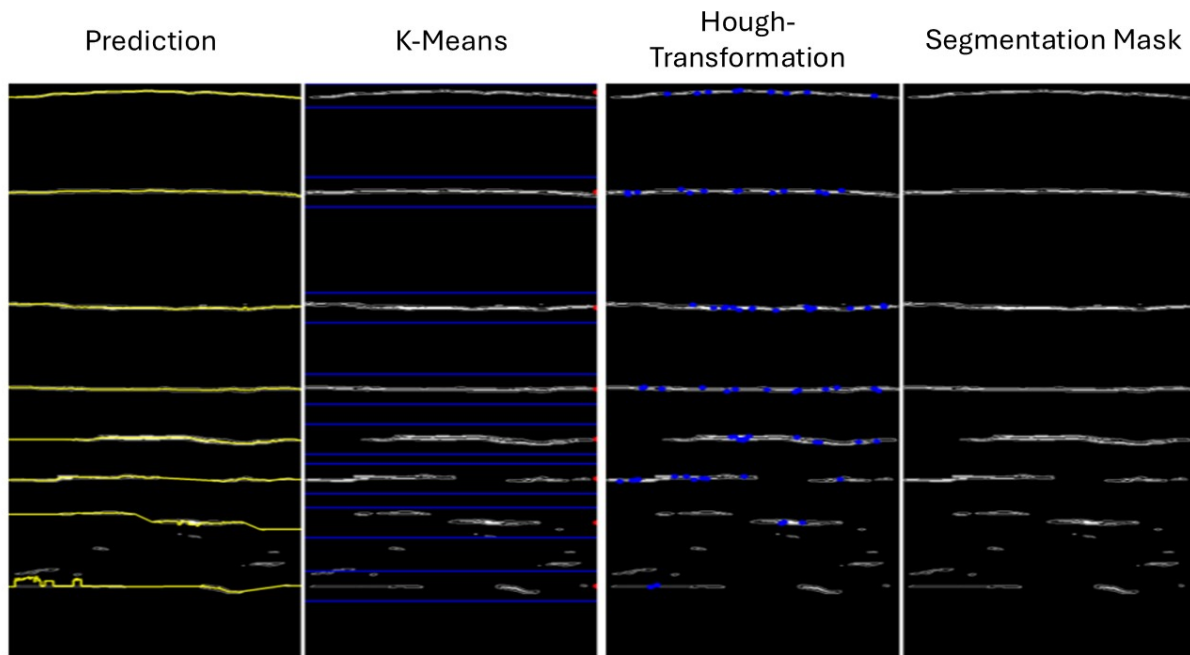 Prediction
K-Means
Hough-
Transformation
Segmentation Mask